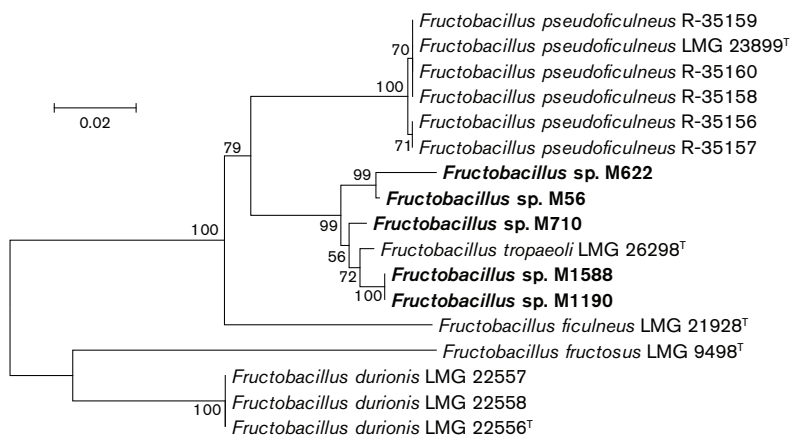 Fructobacillus pseudoficulneus R-35159
70
Fructobacillus pseudoficulneus LMG 23899ᵀ
Fructobacillus pseudoficulneus R-35160
100
Fructobacillus pseudoficulneus R-35158
0.02
Fructobacillus pseudoficulneus R-35156
71
Fructobacillus pseudoficulneus R-35157
79
99
Fructobacillus sp. M622
Fructobacillus sp. M56
99
Fructobacillus sp. M710
100
56
Fructobacillus tropaeoli LMG 26298ᵀ
72
Fructobacillus sp. M1588
100
Fructobacillus sp. M1190
Fructobacillus ficulneus LMG 21928ᵀ
Fructobacillus fructosus LMG 9498ᵀ
Fructobacillus durionis LMG 22557
100
Fructobacillus durionis LMG 22558
Fructobacillus durionis LMG 22556ᵀ